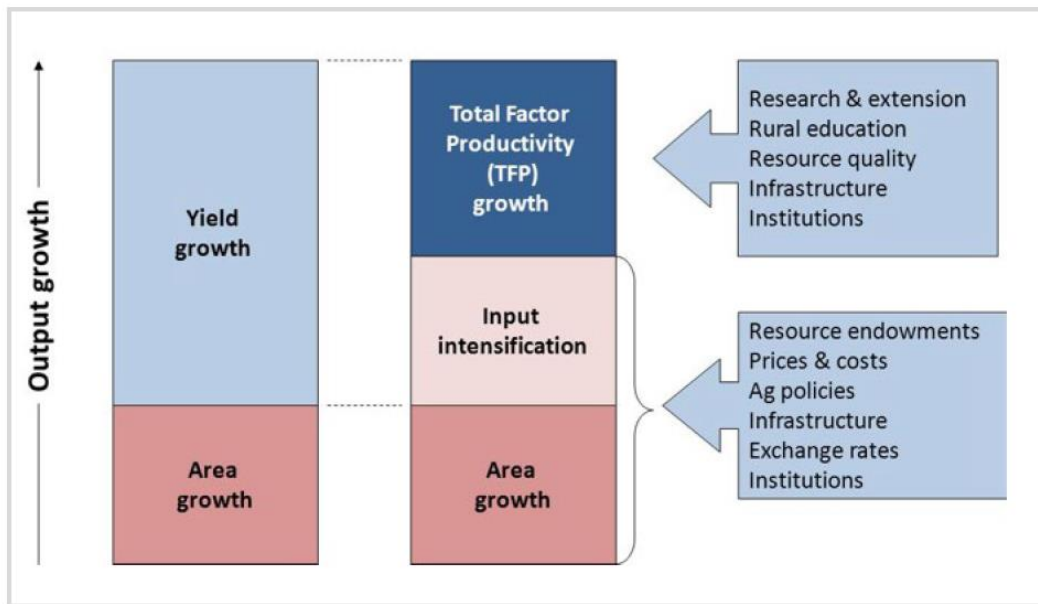 Output growth
Yield
growth
Area
growth
Total Factor
Productivity
(TFP)
growth
Input
intensification
Area
growth
Research & extension
Rural education
Resource quality
Infrastructure
Institutions
Resource endowments
Prices & costs
Ag policies
Infrastructure
Exchange rates
Institutions